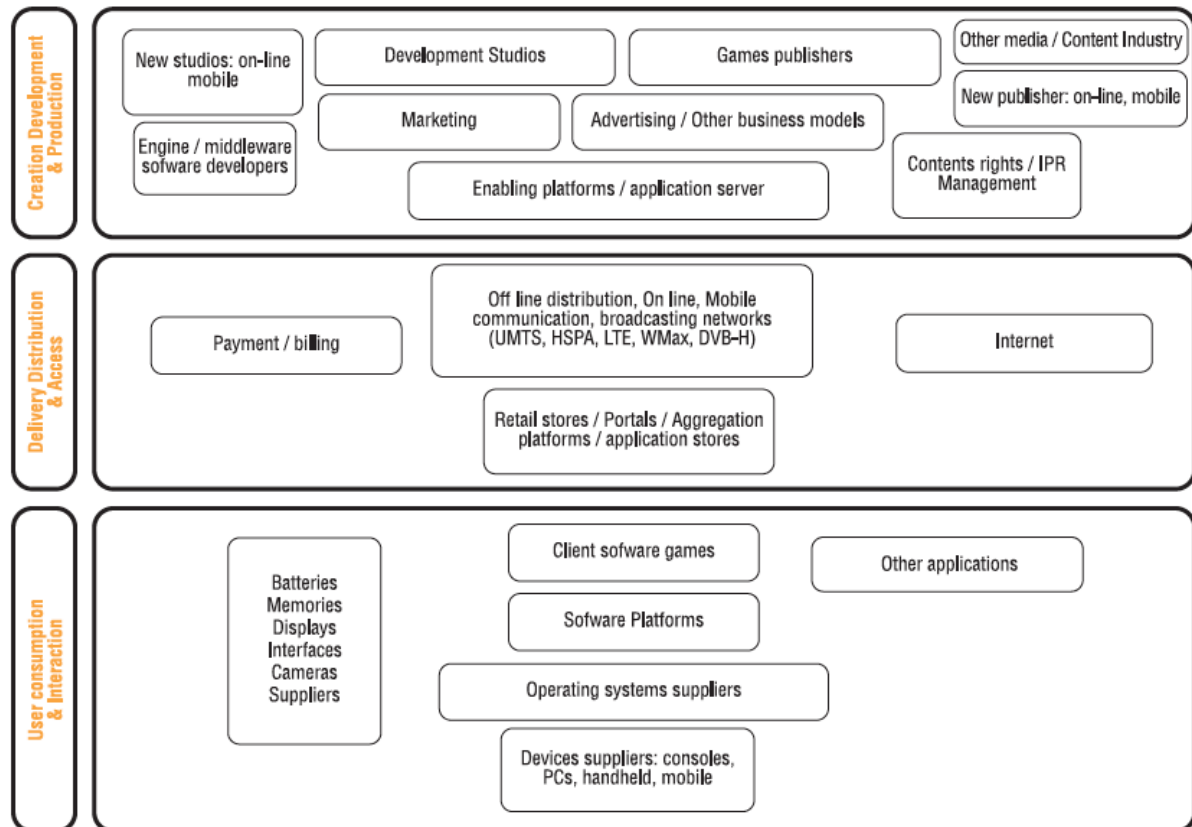 Creation Development
& Production
New studios: on-line
mobile
Development Studios
Games publishers
Other media / Content Industry
New publisher: on-line, mobile
Marketing
Advertising / Other business models
Engine / middleware
sofware developers
Enabling platforms / application server
Contents rights / IPR
Management
Delivery Distribution
& Access
Payment / billing
Off line distribution, On line, Mobile
communication, broadcasting networks
(UMTS, HSPA, LTE, WMax, DVB-H)
Internet
Retail stores / Portals / Aggregation
platforms / application stores
User consumption
& Interaction
Batteries
Memories
Displays
Interfaces
Cameras
Suppliers
Client sofware games
Other applications
Sofware Platforms
Operating systems suppliers
Devices suppliers: consoles,
PCs, handheld, mobile